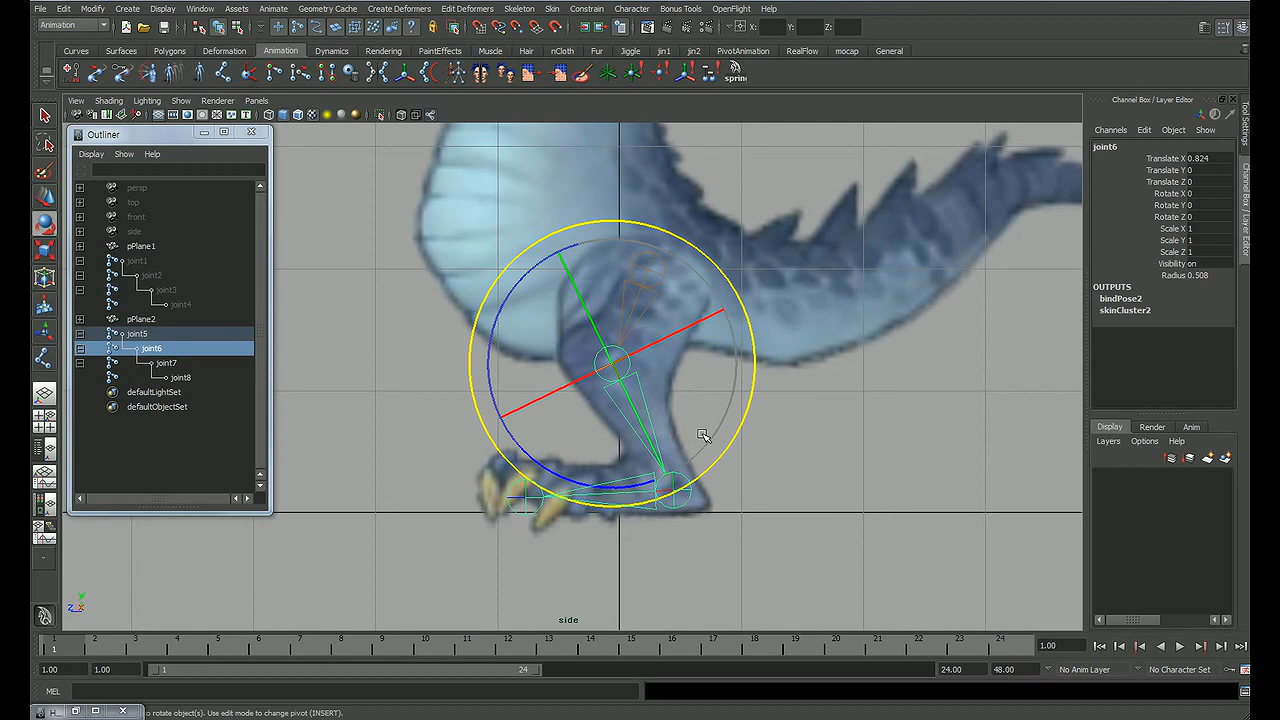 File Edit Modify Create Display Window Assets Animate Geometry Cache Create Deformers Edit Deformers Skeleton Skin Constrain Character Bonus Tools OpenFlight Help
Animation X: Y: Z:
Curves Surfaces Polygons Deformation Animation Dynamics Rendering PaintEffects Muscle Hair nCloth Fur Jiggle jin1 jin2 PivotAnimation RealFlow mocap General
sprin
View Shading Lighting Show Renderer Panels
Channel Box / Layer Editor
Outliner
Display Show Help
persp
top
front
side
pPlane1
joint1
joint2
joint3
joint4
pPlane2
joint5
joint6
joint7
joint8
defaultLightSet
defaultObjectSet
side
Channels Edit Object Show
joint6
Translate X 0.824
Translate Y 0
Translate Z 0
Rotate X 0
Rotate Y 0
Rotate Z 0
Scale X 1
Scale Y 1
Scale Z 1
Visibility on
Radius 0.508
OUTPUTS
bindPose2
skinCluster2
Tool Settings
Channel Box / Layer Editor
Display Render Anim
Layers Options Help
1 2 3 4 5 6 7 8 9 10 11 12 13 14 15 16 17 18 19 20 21 22 23 24
1 1.00
1.00 1.00 1 24 24.00 48.00 No Anim Layer No Character Set
MEL
o rotate object(s). Use edit mode to change pivot (INSERT).